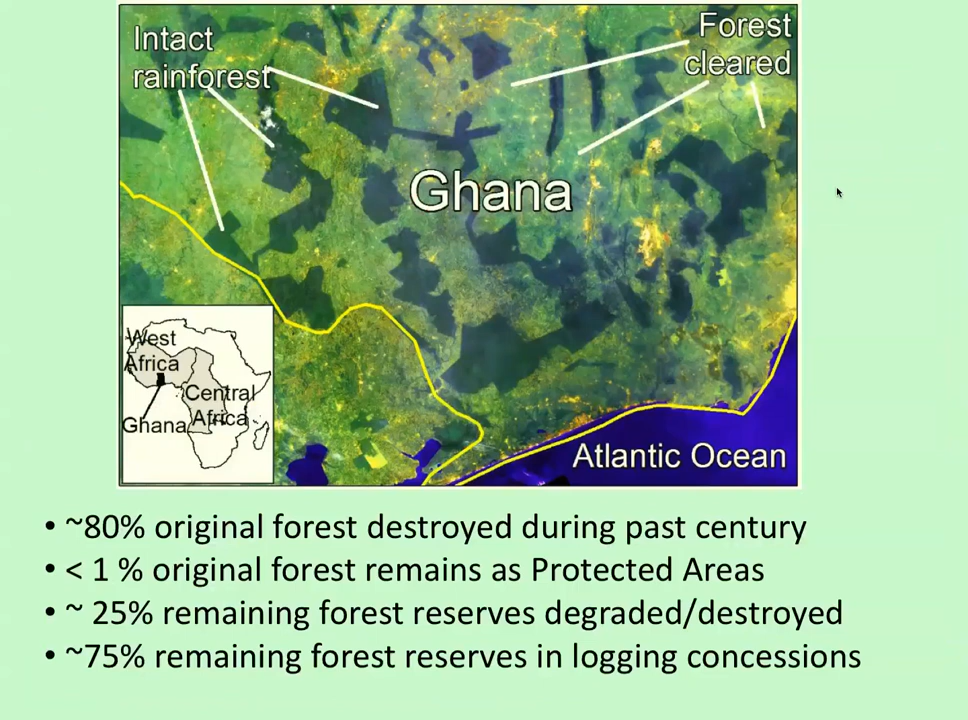 Intact
rainforest
Forest
cleared
Ghana
West
Africa
Central
Africa
Ghana
Atlantic Ocean
• ~80% original forest destroyed during past century
• < 1 % original forest remains as Protected Areas
• ~ 25% remaining forest reserves degraded/destroyed
• ~75% remaining forest reserves in logging concessions